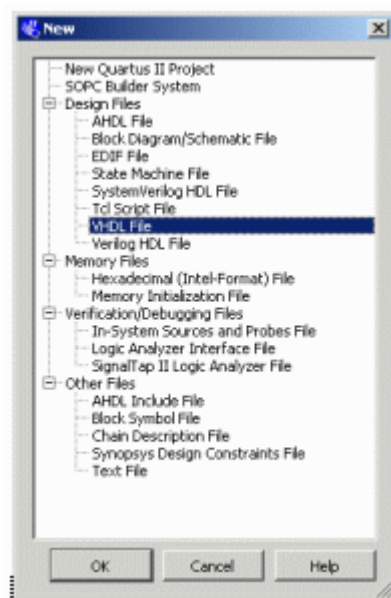 New
New Quartus II Project
SOPC Builder System
Design Files
AHDL File
Block Diagram/Schematic File
EDIF File
State Machine File
SystemVerilog HDL File
Tcl Script File
VHDL File
Verilog HDL File
Memory Files
Hexadecimal (Intel-Format) File
Memory Initialization File
Verification/Debugging Files
In-System Sources and Probes File
Logic Analyzer Interface File
SignalTap II Logic Analyzer File
Other Files
AHDL Include File
Block Symbol File
Chain Description File
Synopsys Design Constraints File
Text File
OK Cancel Help